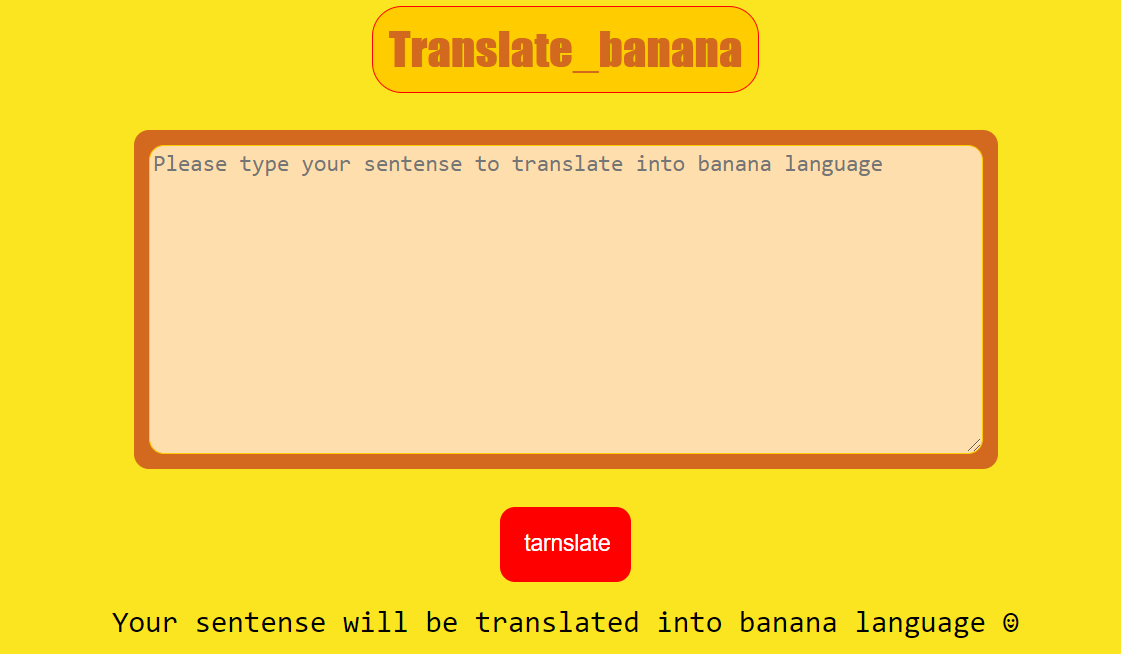 Translate_banana
Please type your sentense to translate into banana language
tarnslate
Your sentense will be translated into banana language 😜